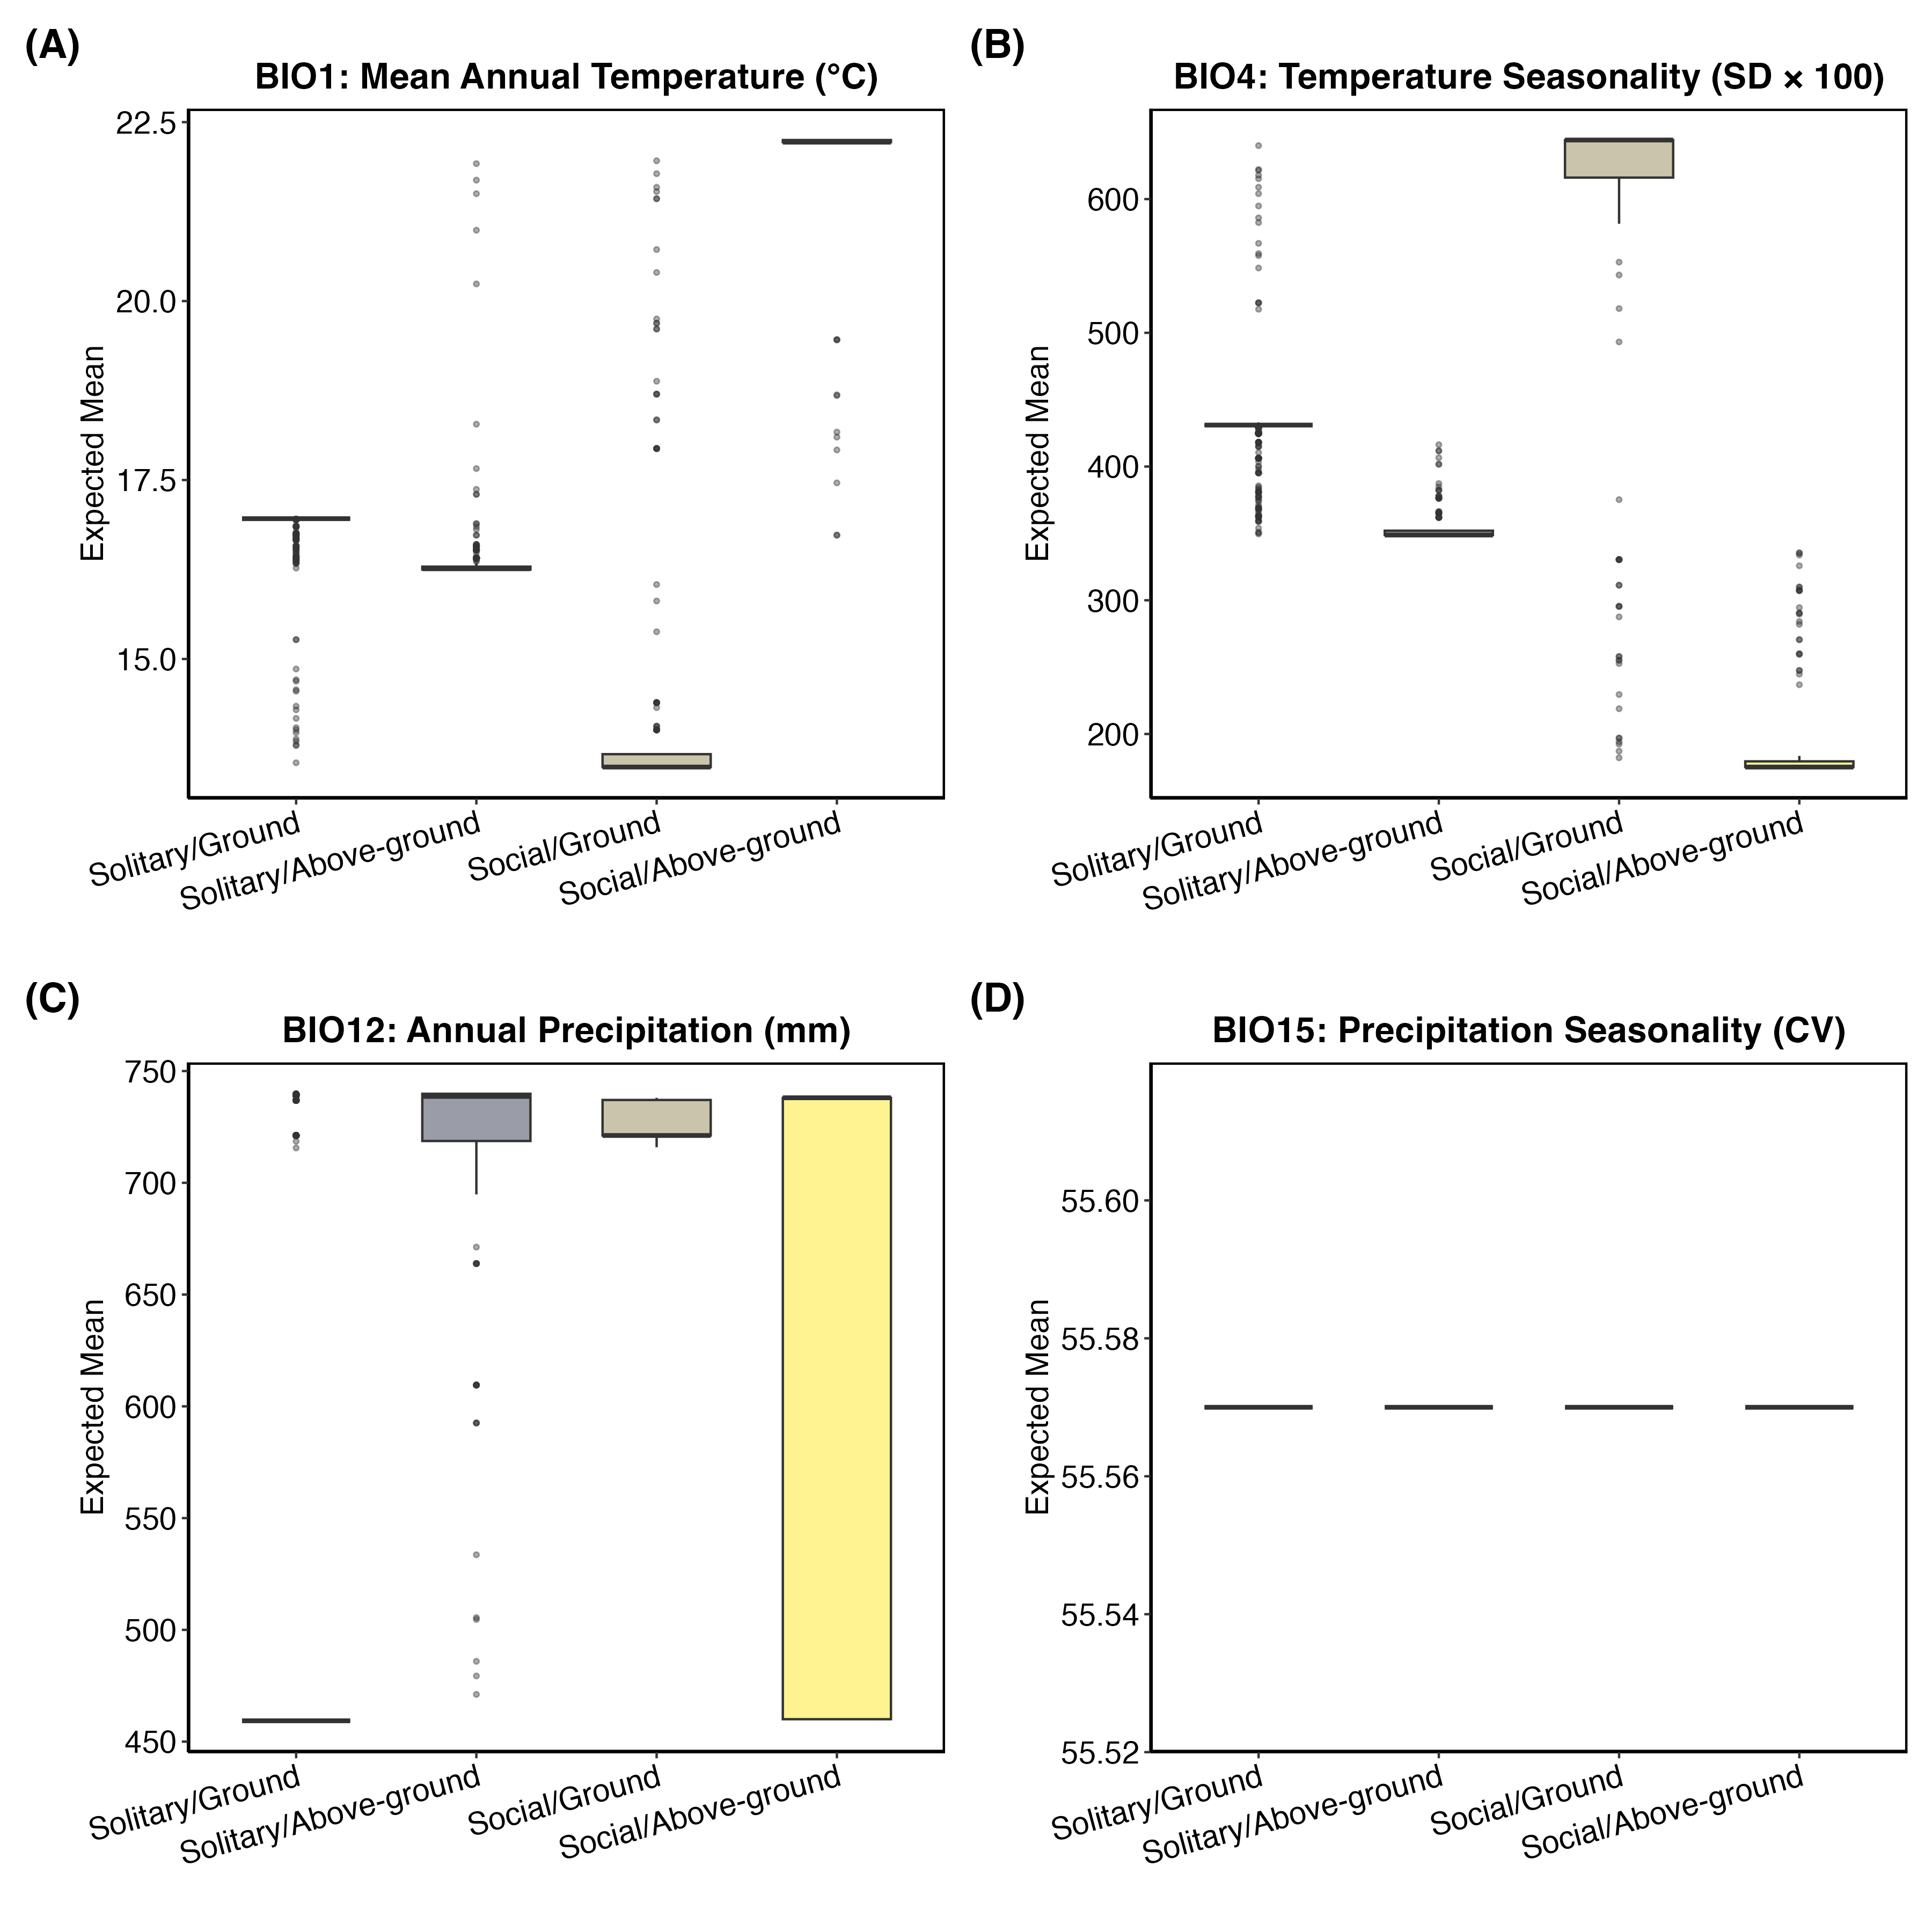 (A)
BIO1: Mean Annual Temperature (°C)
Expected Mean
22.5
20.0
17.5
15.0
Solitary/Ground
Solitary/Above-ground
Social/Ground
Social/Above-ground
(B)
BIO4: Temperature Seasonality (SD × 100)
Expected Mean
600
500
400
300
200
Solitary/Ground
Solitary/Above-ground
Social/Ground
Social/Above-ground
(C)
BIO12: Annual Precipitation (mm)
Expected Mean
750
700
650
600
550
500
450
Solitary/Ground
Solitary/Above-ground
Social/Ground
Social/Above-ground
(D)
BIO15: Precipitation Seasonality (CV)
Expected Mean
55.60
55.58
55.56
55.54
55.52
Solitary/Ground
Solitary/Above-ground
Social/Ground
Social/Above-ground